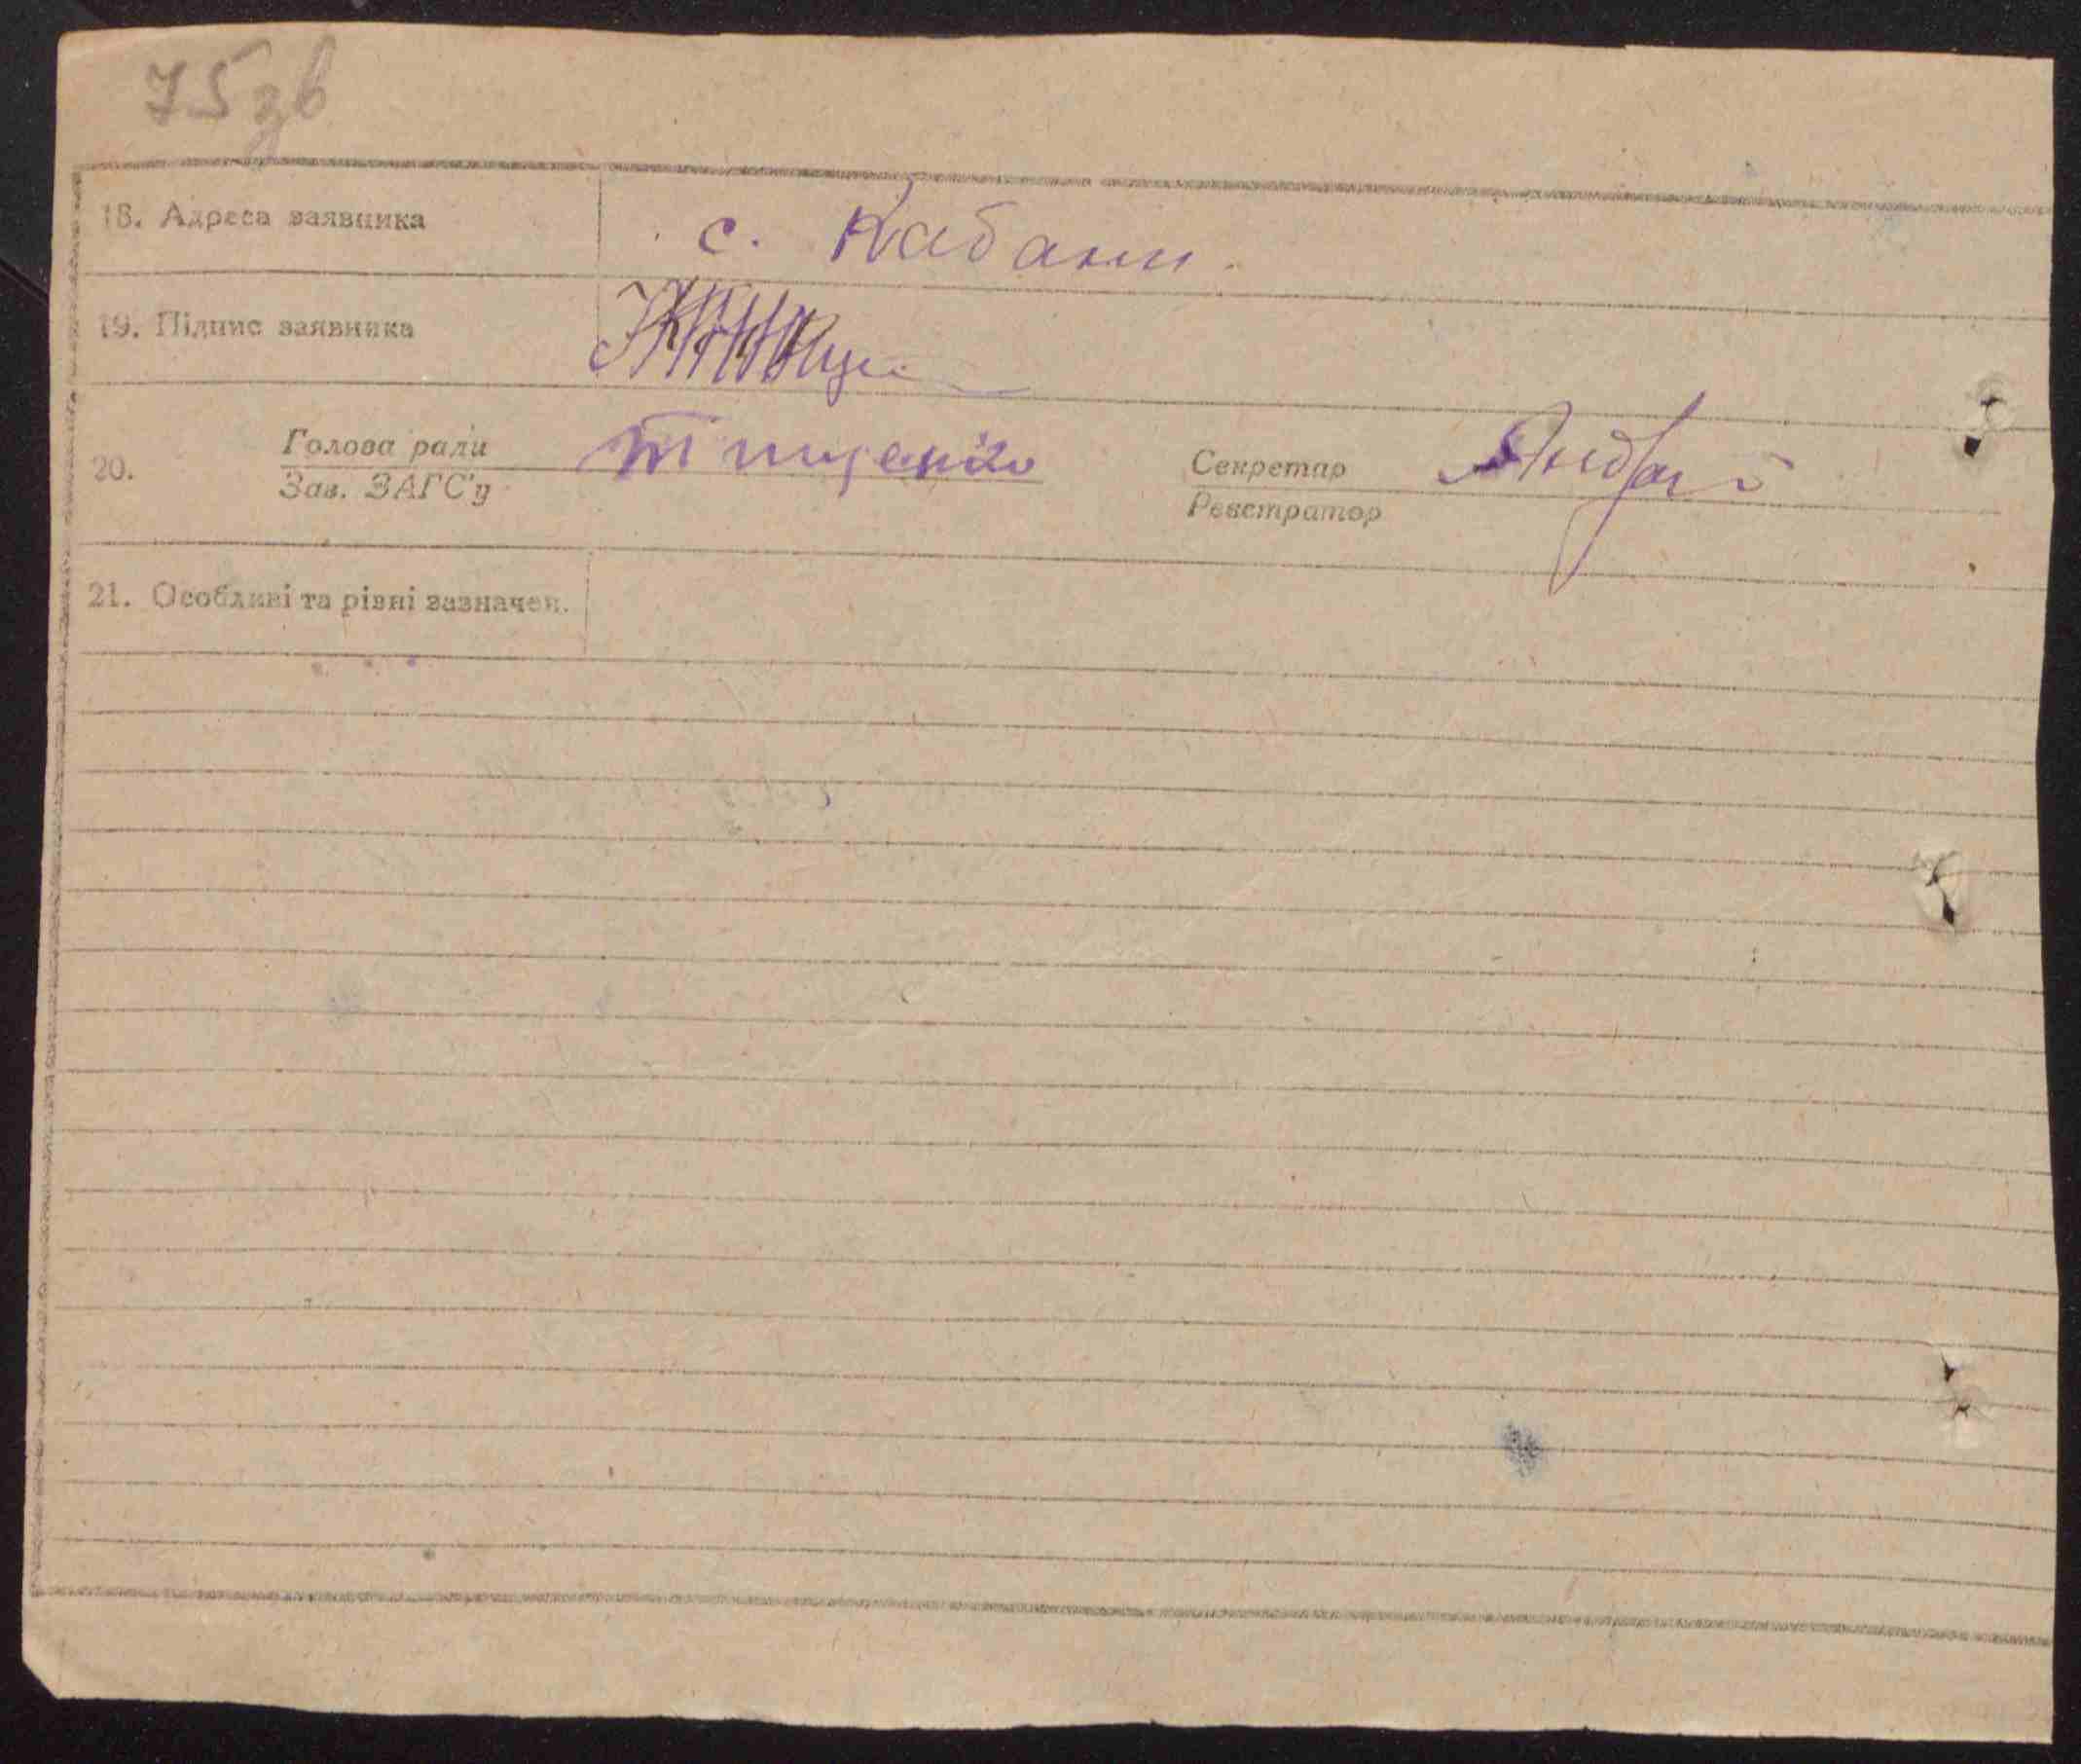 75зв
18. Адреса заявника с. Кабани.
19. Підпис заявника
20. Голова ради Тищенко Секретар
Зав. ЗАГС'у Реєстратор
21. Особливі та різні зазначен.